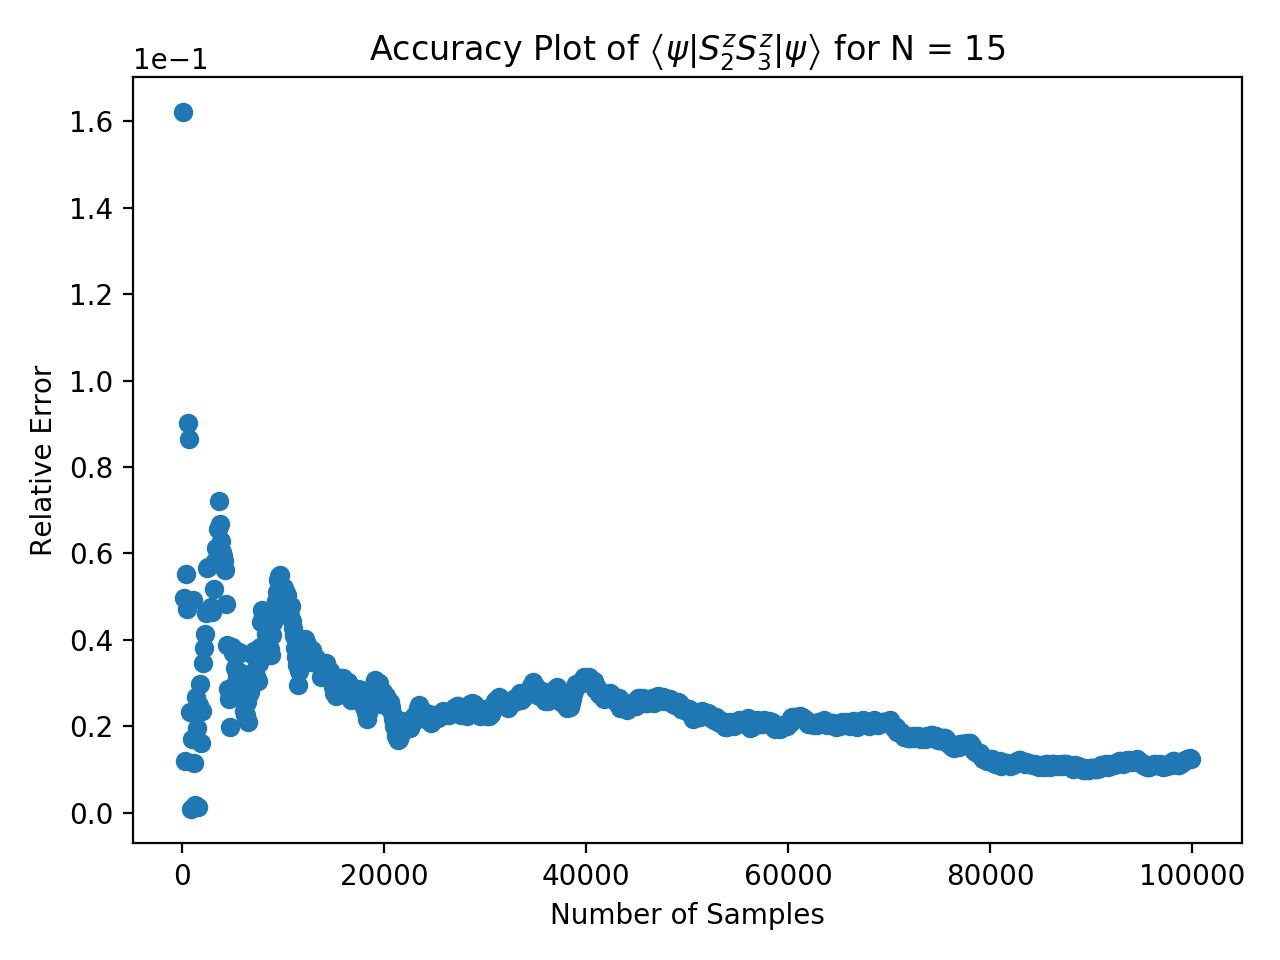 Accuracy Plot of ⟨ψ|S₂ᶻS₃ᶻ|ψ⟩ for N = 15
1e−1
1.6
1.4
1.2
1.0
0.8
0.6
0.4
0.2
0.0
Relative Error
0 20000 40000 60000 80000 100000
Number of Samples